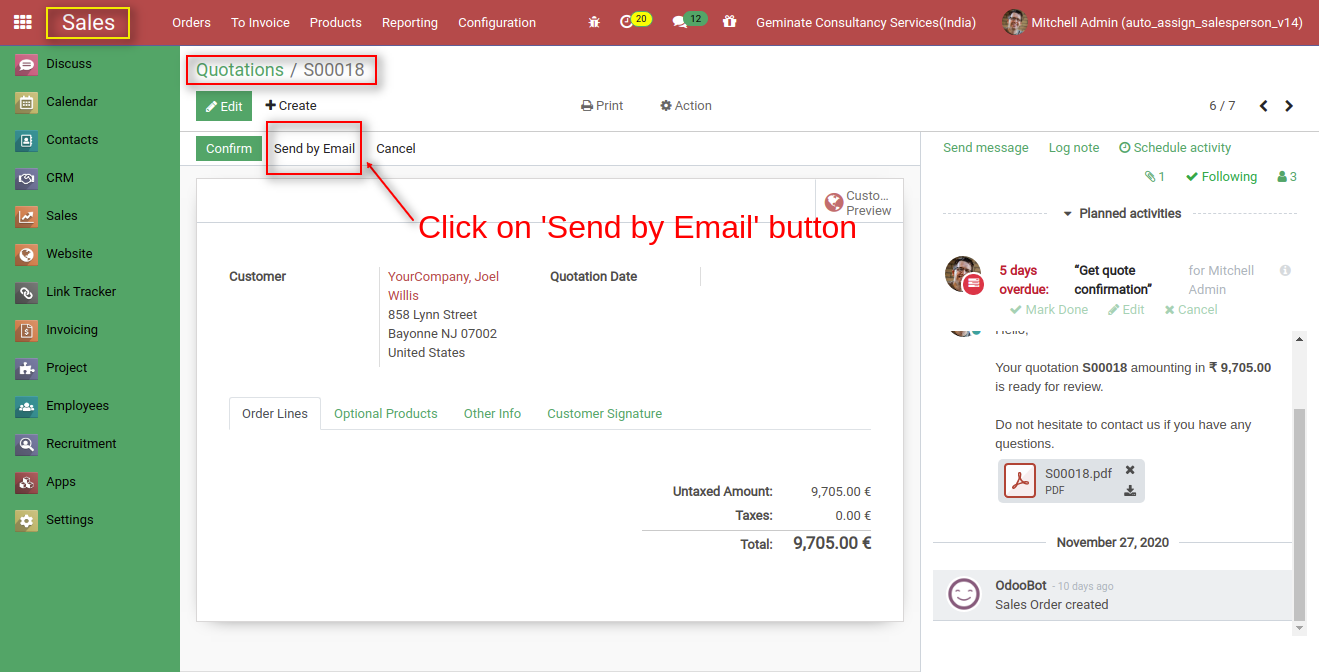 Sales
Orders To Invoice Products Reporting Configuration
20
12
Geminate Consultancy Services(India)
Mitchell Admin (auto_assign_salesperson_v14)
Discuss
Calendar
Contacts
CRM
Sales
Website
Link Tracker
Invoicing
Project
Employees
Recruitment
Apps
Settings
Quotations / S00018
Edit Create
Print Action
6 / 7
Confirm Send by Email Cancel
Custo...
Preview
Click on 'Send by Email' button
Customer
YourCompany, Joel
Willis
858 Lynn Street
Bayonne NJ 07002
United States
Quotation Date
Order Lines Optional Products Other Info Customer Signature
Untaxed Amount: 9,705.00 €
Taxes: 0.00 €
Total: 9,705.00 €
Send message Log note Schedule activity
1 Following 3
Planned activities
5 days
overdue:
“Get quote
confirmation”
for Mitchell
Admin
Mark Done Edit Cancel
Hello,
Your quotation S00018 amounting in ₹ 9,705.00
is ready for review.
Do not hesitate to contact us if you have any
questions.
S00018.pdf
PDF
November 27, 2020
OdooBot - 10 days ago
Sales Order created